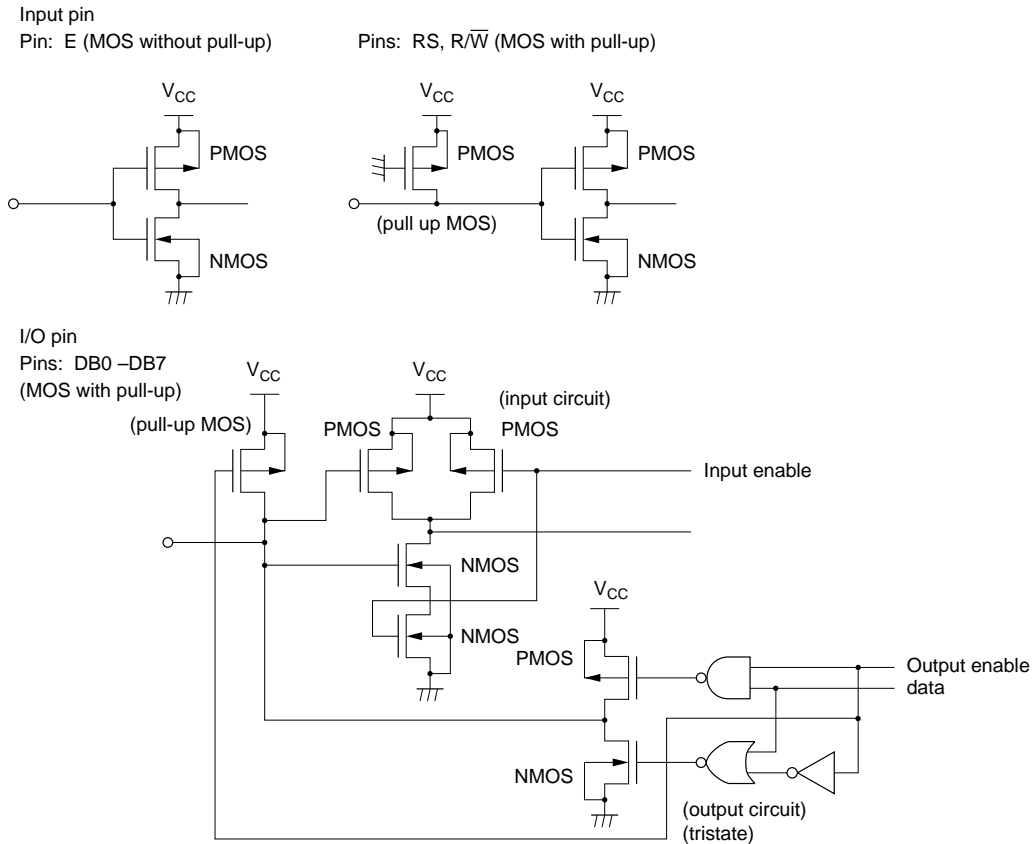 Input pin
Pin: E (MOS without pull-up)
Pins: RS, R/W̅ (MOS with pull-up)
VCC
PMOS
NMOS
VCC
PMOS
(pull up MOS)
VCC
PMOS
NMOS
I/O pin
Pins: DB0 –DB7
(MOS with pull-up)
VCC
(pull-up MOS)
VCC
(input circuit)
PMOS
PMOS
Input enable
NMOS
NMOS
VCC
PMOS
Output enable
data
NMOS
(output circuit)
(tristate)